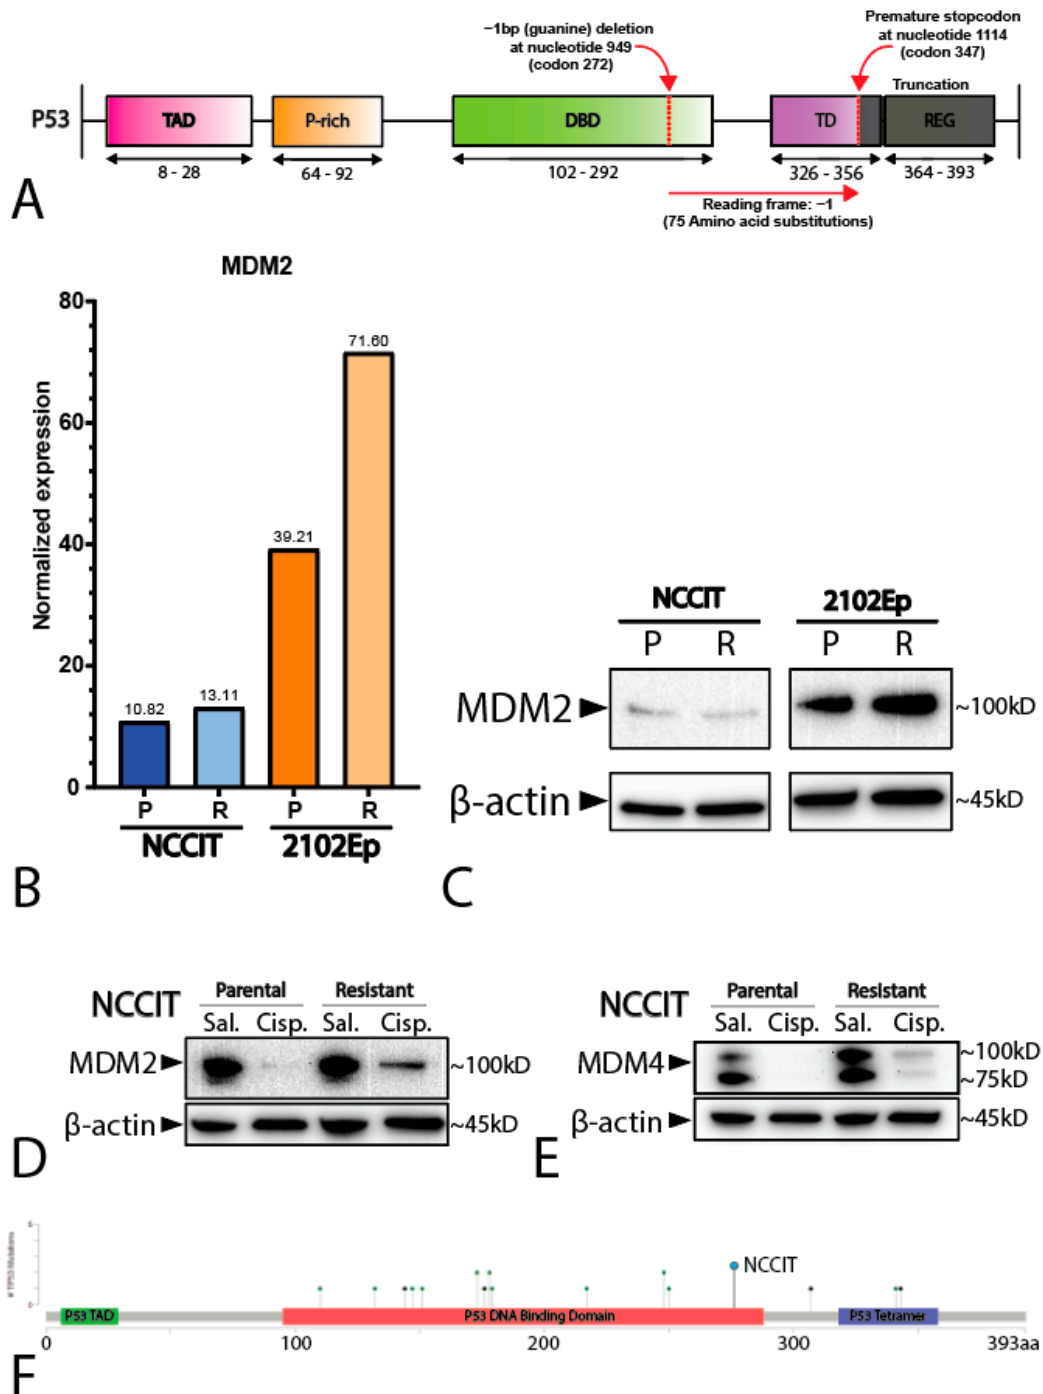 −1bp (guanine) deletion
at nucleotide 949
(codon 272)
Premature stopcodon
at nucleotide 1114
(codon 347)
Truncation
P53
TAD
P-rich
DBD
TD
REG
8 - 28
64 - 92
102 - 292
326 - 356
364 - 393
Reading frame: −1
(75 Amino acid substitutions)
A
MDM2
Normalized expression
80
60
40
20
0
10.82
13.11
39.21
71.60
P
R
P
R
NCCIT
2102Ep
B
NCCIT
2102Ep
P
R
P
R
MDM2
~100kD
β-actin
~45kD
C
NCCIT
Parental
Resistant
Sal.
Cisp.
Sal.
Cisp.
MDM2
~100kD
β-actin
~45kD
D
NCCIT
Parental
Resistant
Sal.
Cisp.
Sal.
Cisp.
MDM4
~100kD
~75kD
β-actin
~45kD
E
# TP53 Mutations
5
0
NCCIT
P53 TAD
P53 DNA Binding Domain
P53 Tetramer
0
100
200
300
393aa
F